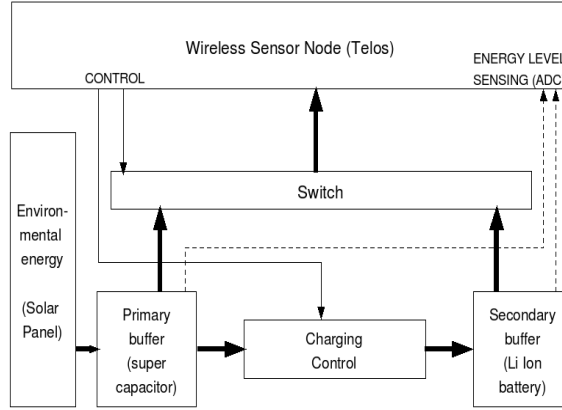 Wireless Sensor Node (Telos)
CONTROL
ENERGY LEVEL
SENSING (ADC
Switch
Environ-
mental
energy
(Solar
Panel)
Primary
buffer
(super
capacitor)
Charging
Control
Secondary
buffer
(Li Ion
battery)